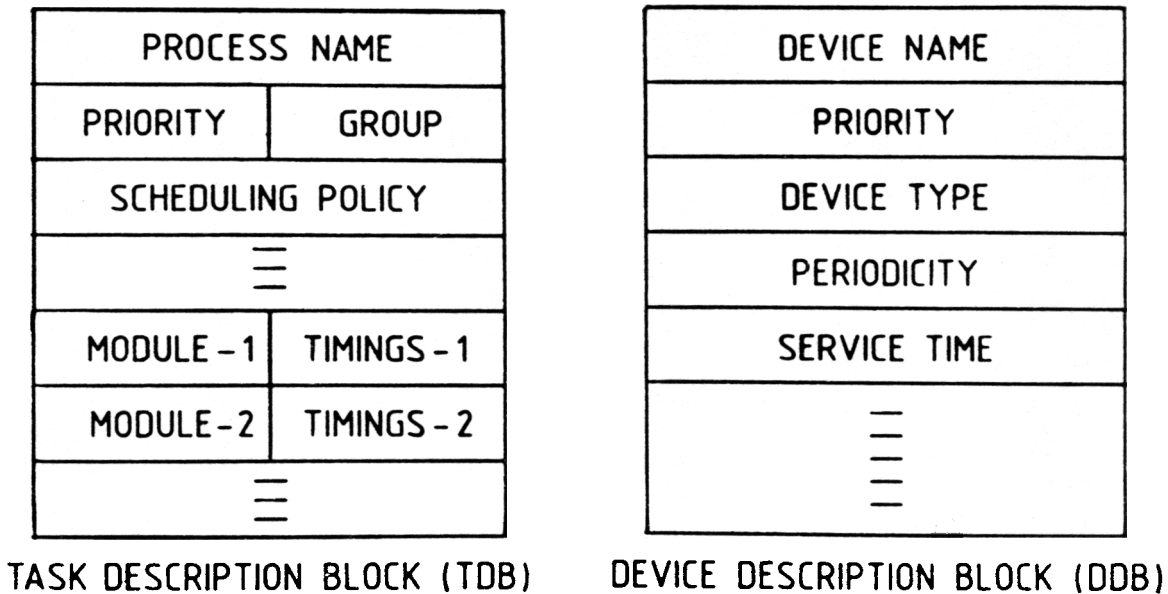 PROCESS NAME
PRIORITY GROUP
SCHEDULING POLICY
MODULE-1 TIMINGS-1
MODULE-2 TIMINGS-2
TASK DESCRIPTION BLOCK (TDB)
DEVICE NAME
PRIORITY
DEVICE TYPE
PERIODICITY
SERVICE TIME
DEVICE DESCRIPTION BLOCK (DDB)